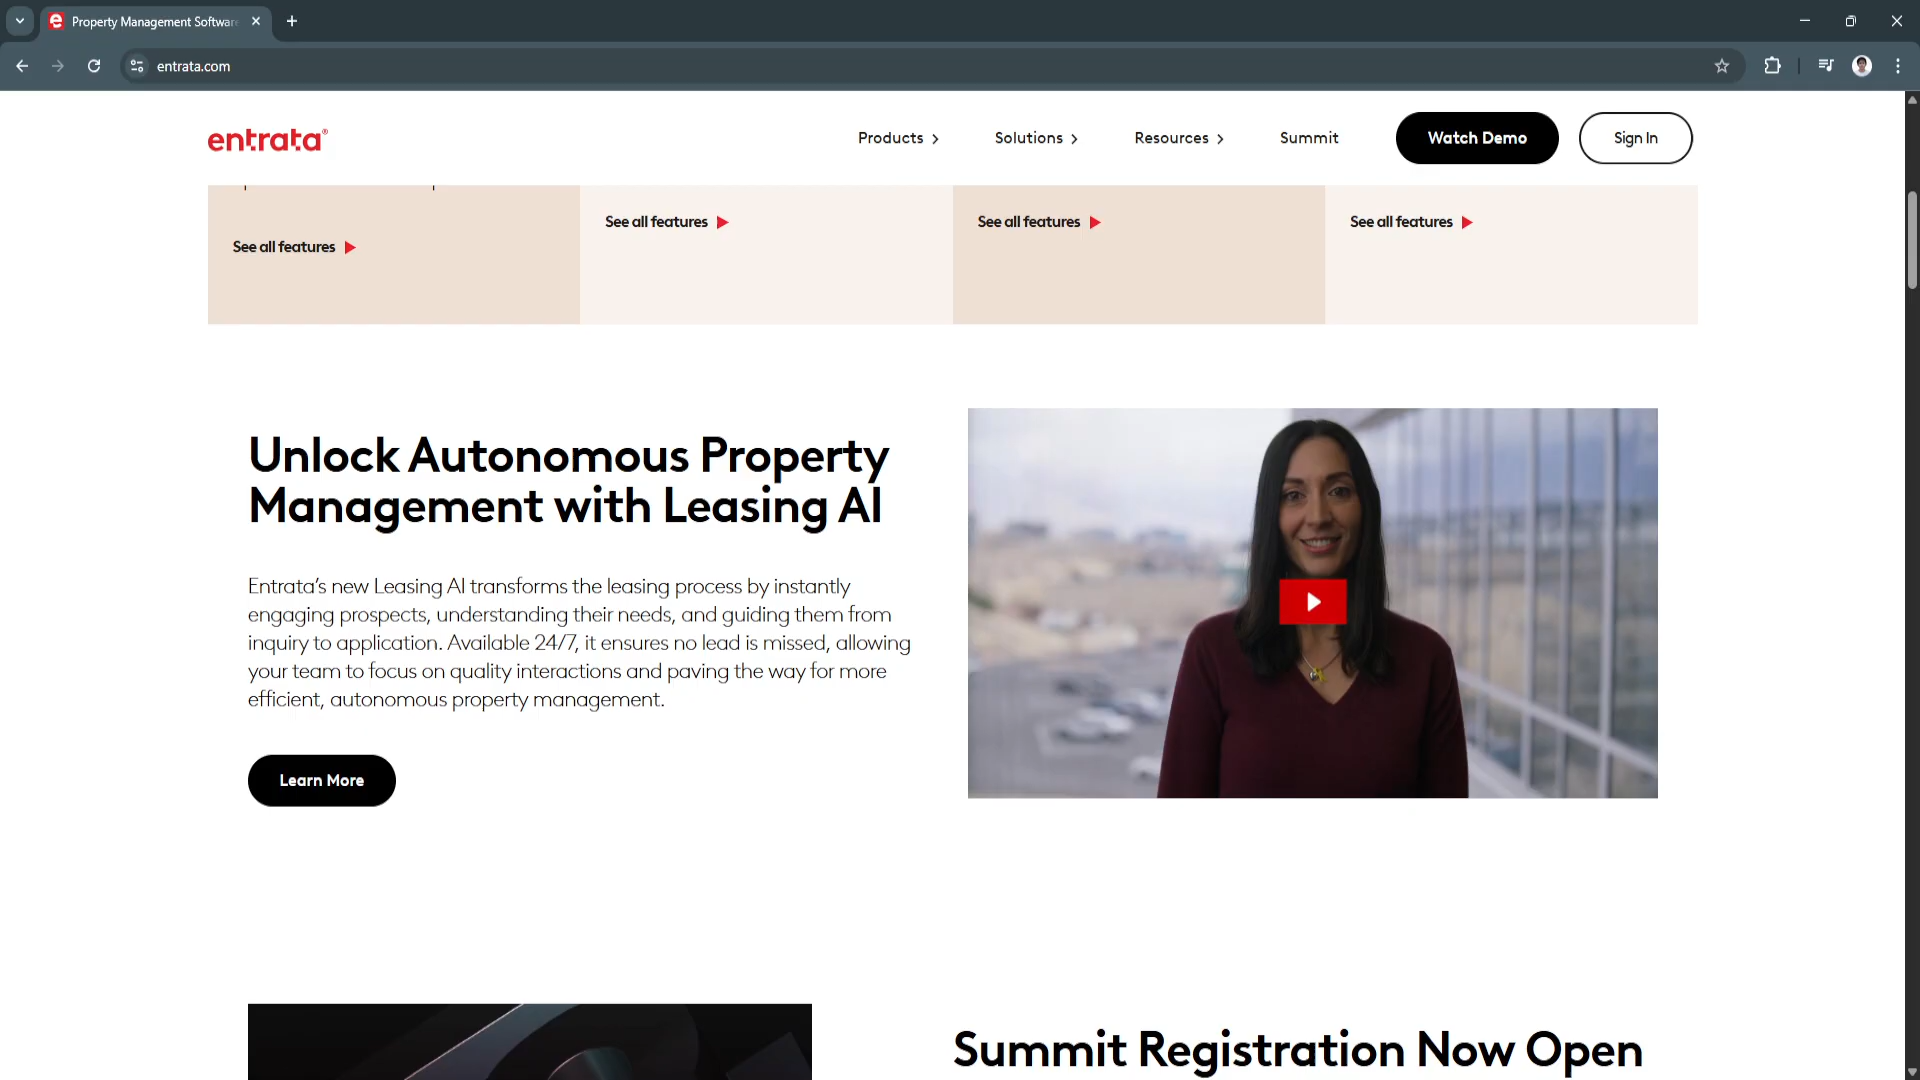 Property Management Softwar
entrata.com
entrata®
Products
Solutions
Resources
Summit
Watch Demo
Sign In
See all features
See all features
See all features
See all features
Unlock Autonomous Property
Management with Leasing AI
Entrata's new Leasing AI transforms the leasing process by instantly
engaging prospects, understanding their needs, and guiding them from
inquiry to application. Available 24/7, it ensures no lead is missed, allowing
your team to focus on quality interactions and paving the way for more
efficient, autonomous property management.
Learn More
Summit Registration Now Open